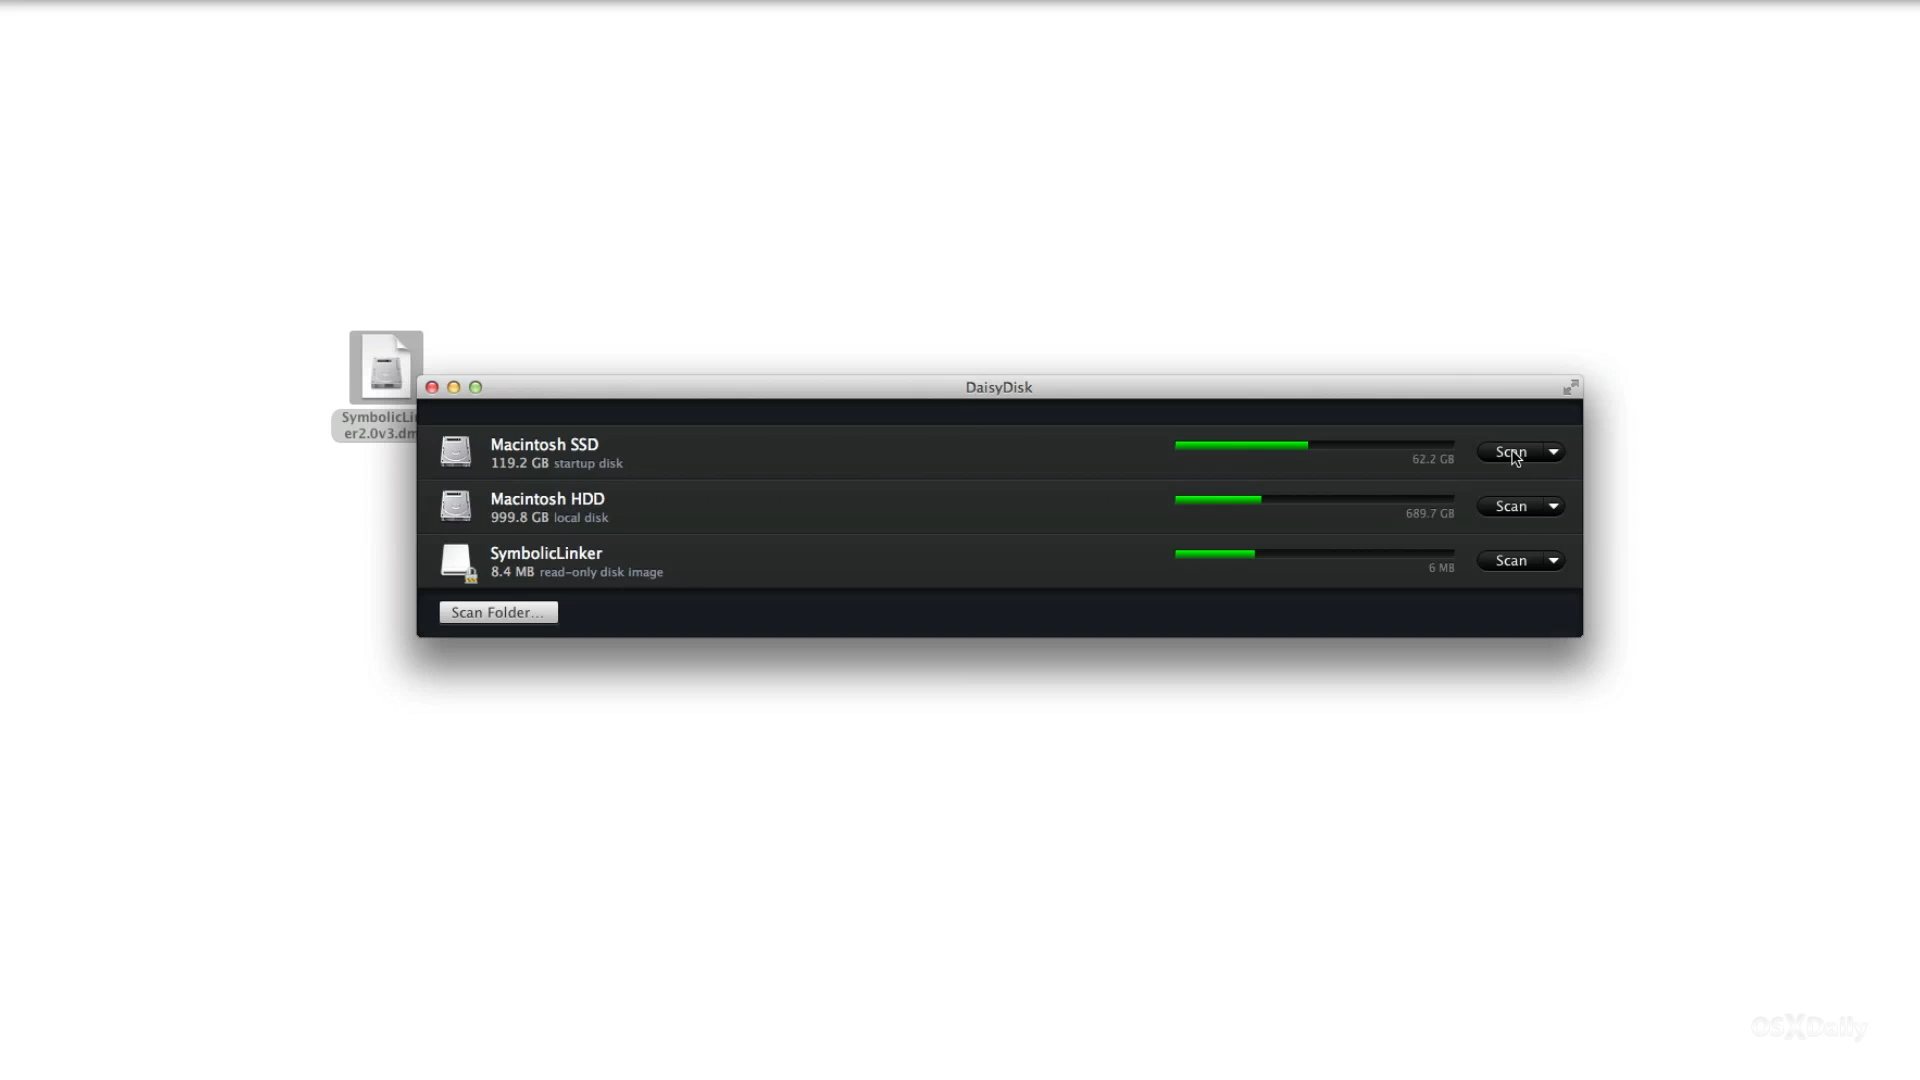 DaisyDisk
SymbolicLi
er2.0v3.dm
Macintosh SSD
119.2 GB startup disk
62.2 GB
Scan
Macintosh HDD
999.8 GB local disk
689.7 GB
Scan
SymbolicLinker
8.4 MB read-only disk image
6 MB
Scan
Scan Folder...
OSXDaily